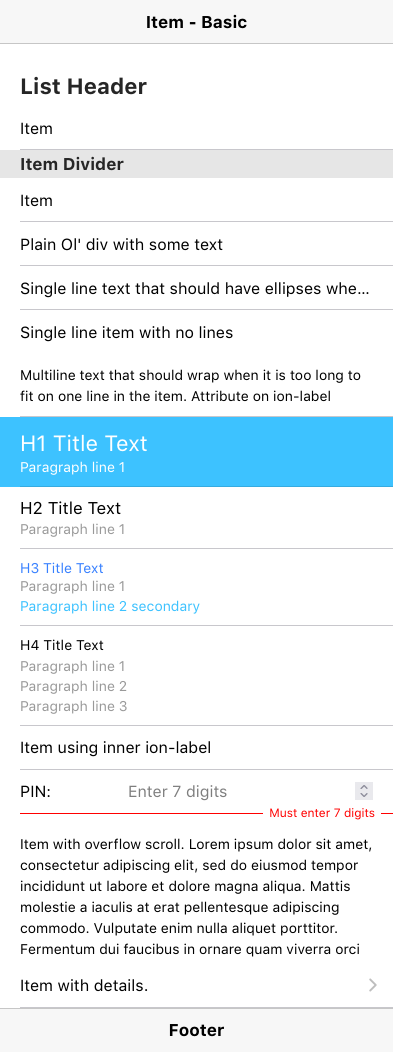 Item - Basic
List Header
Item
Item Divider
Item
Plain Ol' div with some text
Single line text that should have ellipses whe...
Single line item with no lines
Multiline text that should wrap when it is too long to
fit on one line in the item. Attribute on ion-label
H1 Title Text
Paragraph line 1
H2 Title Text
Paragraph line 1
H3 Title Text
Paragraph line 1
Paragraph line 2 secondary
H4 Title Text
Paragraph line 1
Paragraph line 2
Paragraph line 3
Item using inner ion-label
PIN: Enter 7 digits
Must enter 7 digits
Item with overflow scroll. Lorem ipsum dolor sit amet,
consectetur adipiscing elit, sed do eiusmod tempor
incididunt ut labore et dolore magna aliqua. Mattis
molestie a iaculis at erat pellentesque adipiscing
commodo. Vulputate enim nulla aliquet porttitor.
Fermentum dui faucibus in ornare quam viverra orci
Item with details.
Footer